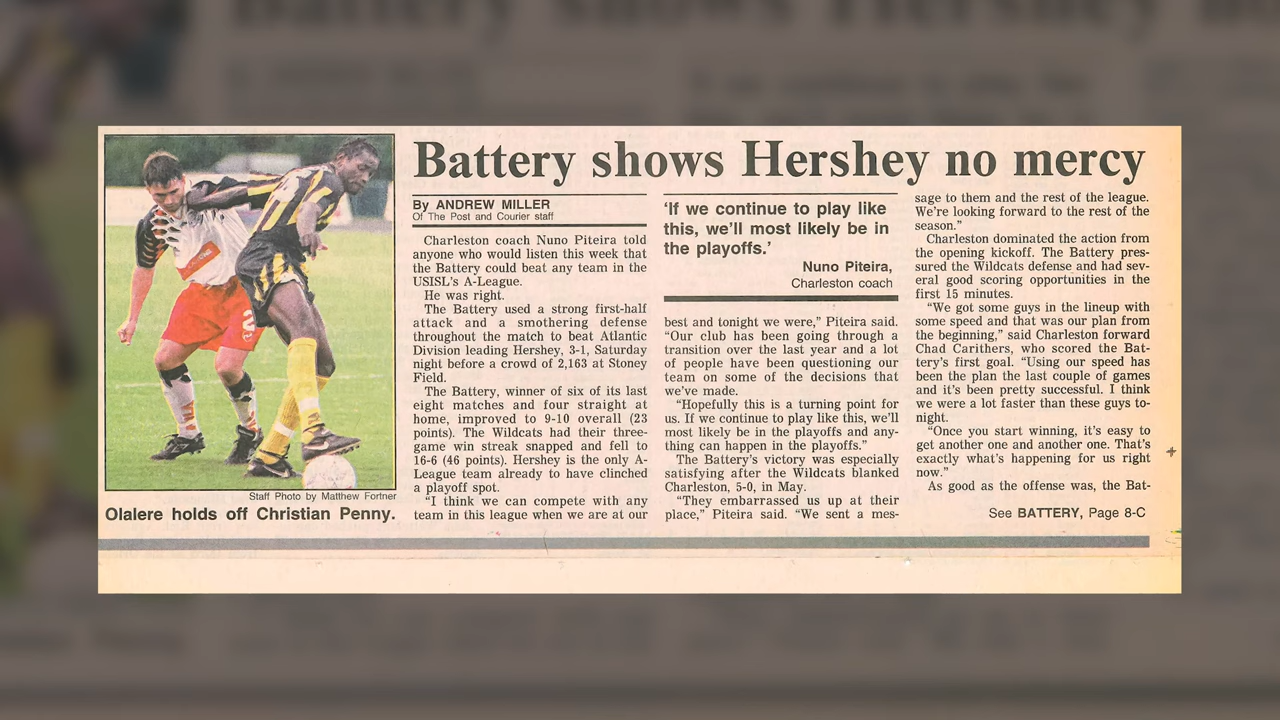 Battery shows Hershey no mercy
Staff Photo by Matthew Fortner
Olalere holds off Christian Penny.
By ANDREW MILLER
Of The Post and Courier staff
Charleston coach Nuno Piteira told
anyone who would listen this week that
the Battery could beat any team in the
USISL's A-League.
He was right.
The Battery used a strong first-half
attack and a smothering defense
throughout the match to beat Atlantic
Division leading Hershey, 3-1, Saturday
night before a crowd of 2,163 at Stoney
Field.
The Battery, winner of six of its last
eight matches and four straight at
home, improved to 9-10 overall (23
points). The Wildcats had their three-
game win streak snapped and fell to
16-6 (46 points). Hershey is the only A-
League team already to have clinched
a playoff spot.
"I think we can compete with any
team in this league when we are at our
'If we continue to play like
this, we'll most likely be in
the playoffs.'
Nuno Piteira,
Charleston coach
best and tonight we were," Piteira said.
"Our club has been going through a
transition over the last year and a lot
of people have been questioning our
team on some of the decisions that
we've made.
"Hopefully this is a turning point for
us. If we continue to play like this, we'll
most likely be in the playoffs and any-
thing can happen in the playoffs."
The Battery's victory was especially
satisfying after the Wildcats blanked
Charleston, 5-0, in May.
"They embarrassed us up at their
place," Piteira said. "We sent a mes-
sage to them and the rest of the league.
We're looking forward to the rest of the
season."
Charleston dominated the action from
the opening kickoff. The Battery pres-
sured the Wildcats defense and had sev-
eral good scoring opportunities in the
first 15 minutes.
"We got some guys in the lineup with
some speed and that was our plan from
the beginning," said Charleston forward
Chad Carithers, who scored the Bat-
tery's first goal. "Using our speed has
been the plan the last couple of games
and it's been pretty successful. I think
we were a lot faster than these guys to-
night.
"Once you start winning, it's easy to
get another one and another one. That's
exactly what's happening for us right
now."
As good as the offense was, the Bat-
See BATTERY, Page 8-C